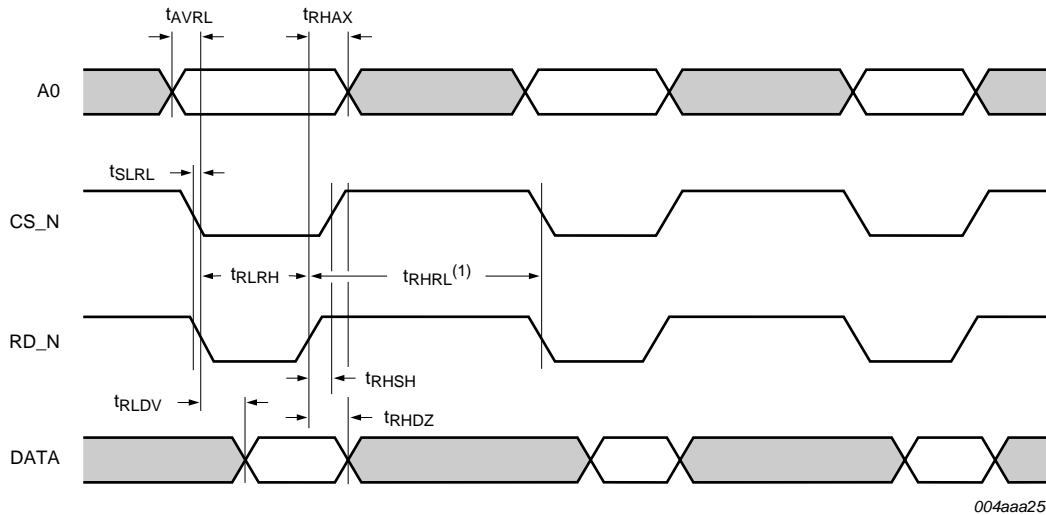 tAVRL tRHAX
A0
tSLRL
CS_N
tRLRH tRHRL(1)
RD_N
tRHSH
tRLDV
tRHDZ
DATA
004aaa25